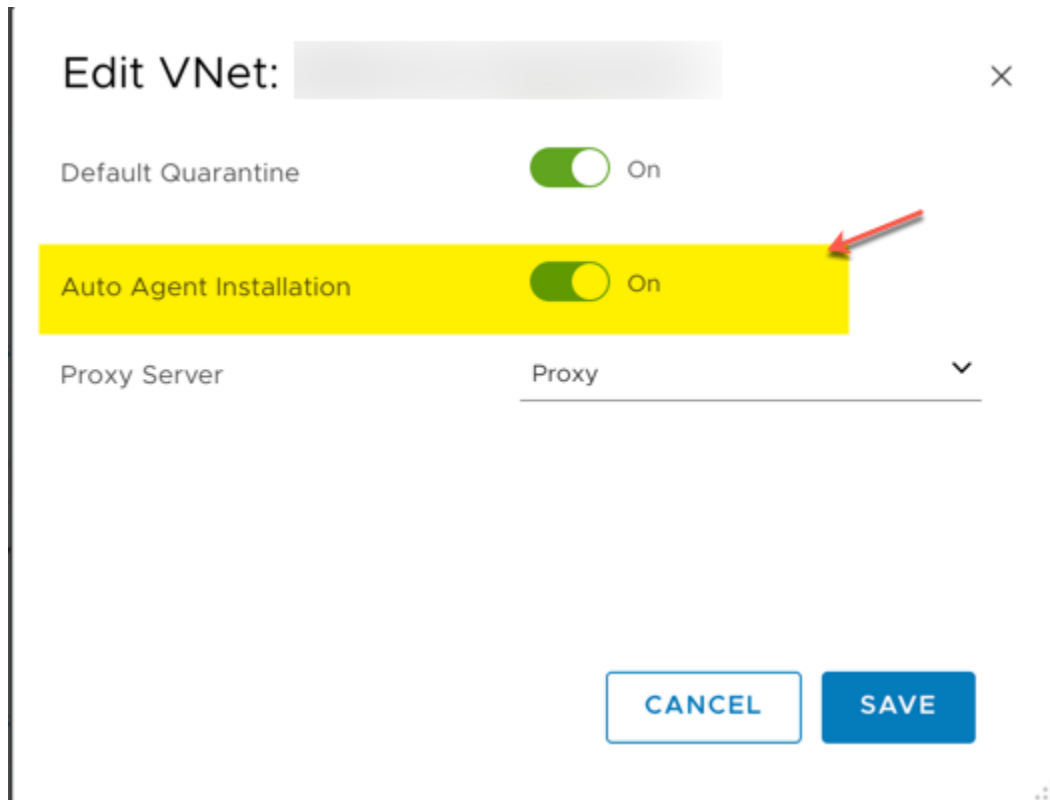 Edit VNet:
Default Quarantine On
Auto Agent Installation On
Proxy Server Proxy
CANCEL SAVE